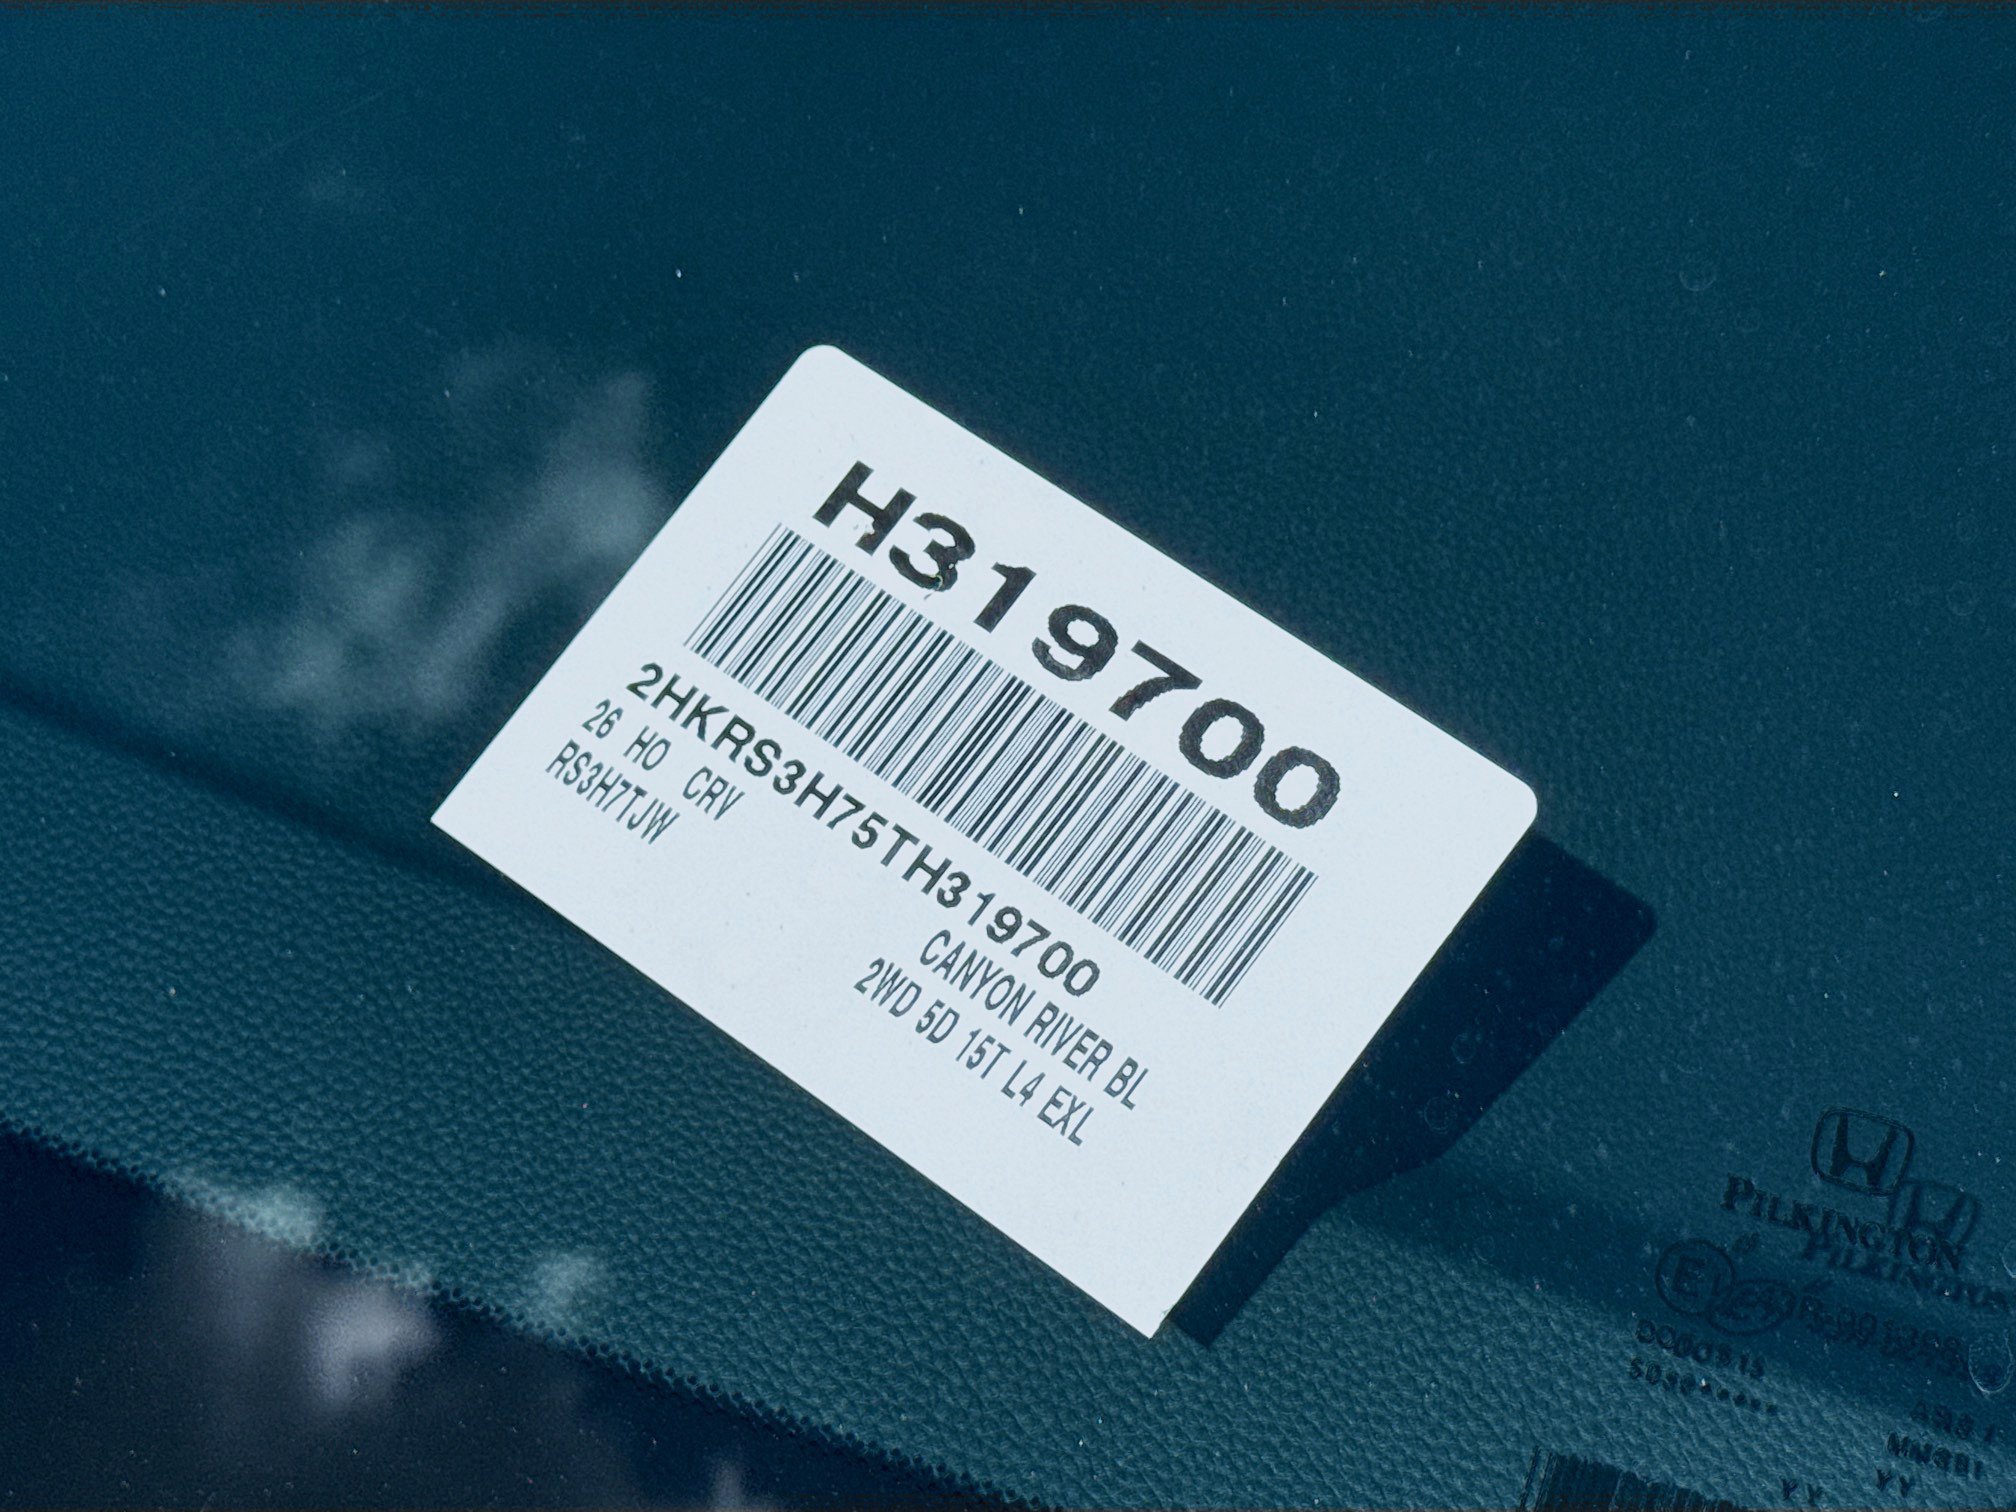 H319700
2HKRS3H75TH319700
26 HO CRV
CANYON RIVER BL
RS3H7TJW
2WD 5D 15T L4 EXL
PILKINGTON